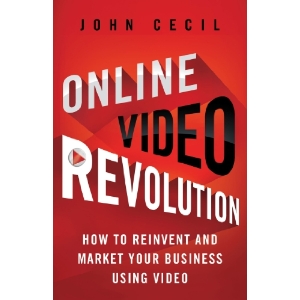 JOHN CECIL
ONLINE
VIDEO
REVOLUTION
HOW TO REINVENT AND
MARKET YOUR BUSINESS
USING VIDEO